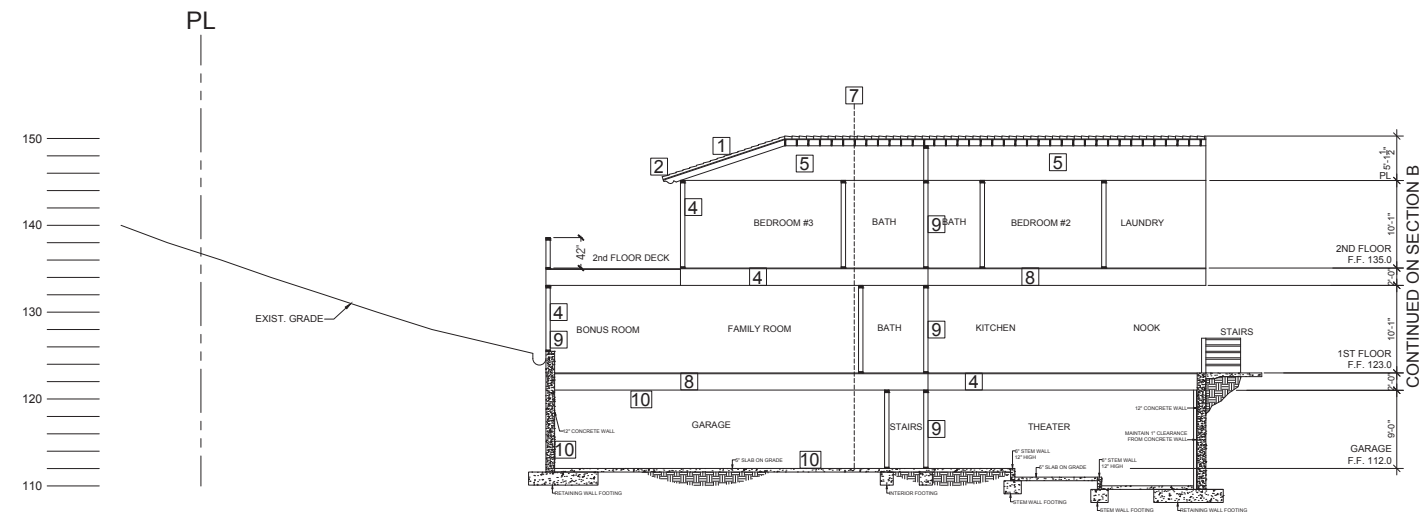 PL
7
150
1
2
5
5
5'-1 1/2"
PL
4
BEDROOM #3
BATH
9
BATH
BEDROOM #2
LAUNDRY
10'-1"
140
42"
2nd FLOOR DECK
2ND FLOOR
F.F. 135.0
4
8
2'-0"
130
EXIST. GRADE
4
9
BONUS ROOM
FAMILY ROOM
BATH
9
KITCHEN
NOOK
STAIRS
10'-1"
1ST FLOOR
F.F. 123.0
8
4
2'-0"
120
10
12" CONCRETE WALL
GARAGE
STAIRS
9
THEATER
12" CONCRETE WALL
MAINTAIN 1" CLEARANCE
FROM CONCRETE WALL
9'-0"
10
6" SLAB ON GRADE
10
6" STEM WALL
12" HIGH
6" SLAB ON GRADE
6" STEM WALL
12" HIGH
GARAGE
F.F. 112.0
110
RETAINING WALL FOOTING
INTERIOR FOOTING
STEM WALL FOOTING
STEM WALL FOOTING
RETAINING WALL FOOTING
CONTINUED ON SECTION B